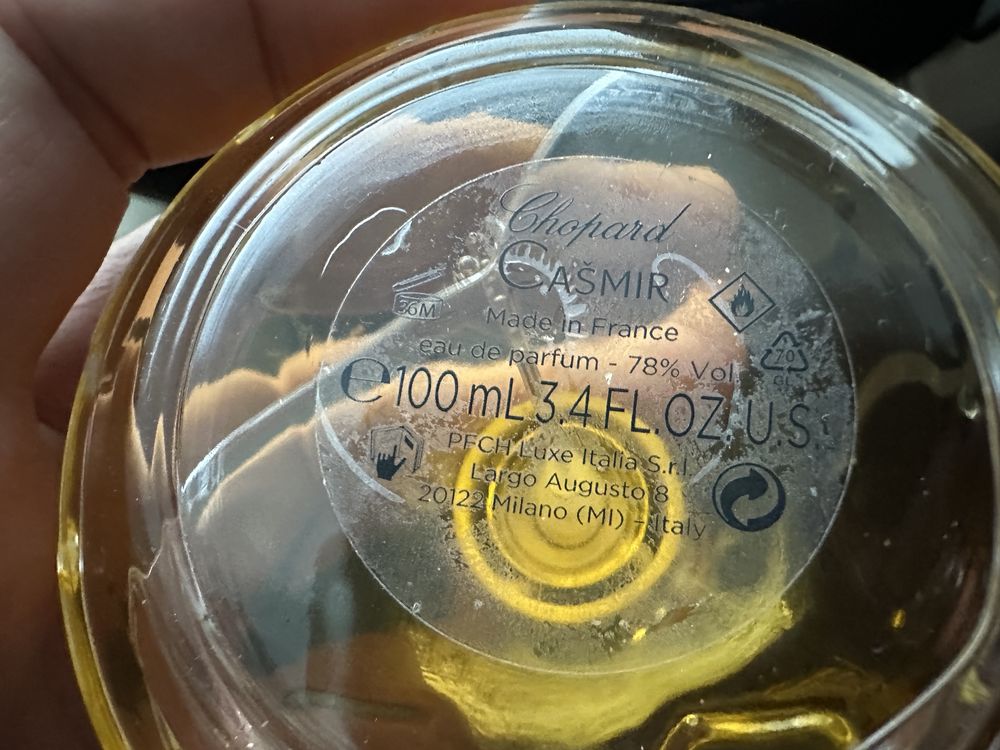 Chopard
CAŠMIR
36M
Made in France
eau de parfum - 78% Vol
70
GL
e 100 mL 3.4 FL.OZ. U.S.
PFCH Luxe Italia S.r.l.
Largo Augusto 8
20122 Milano (MI) - Italy